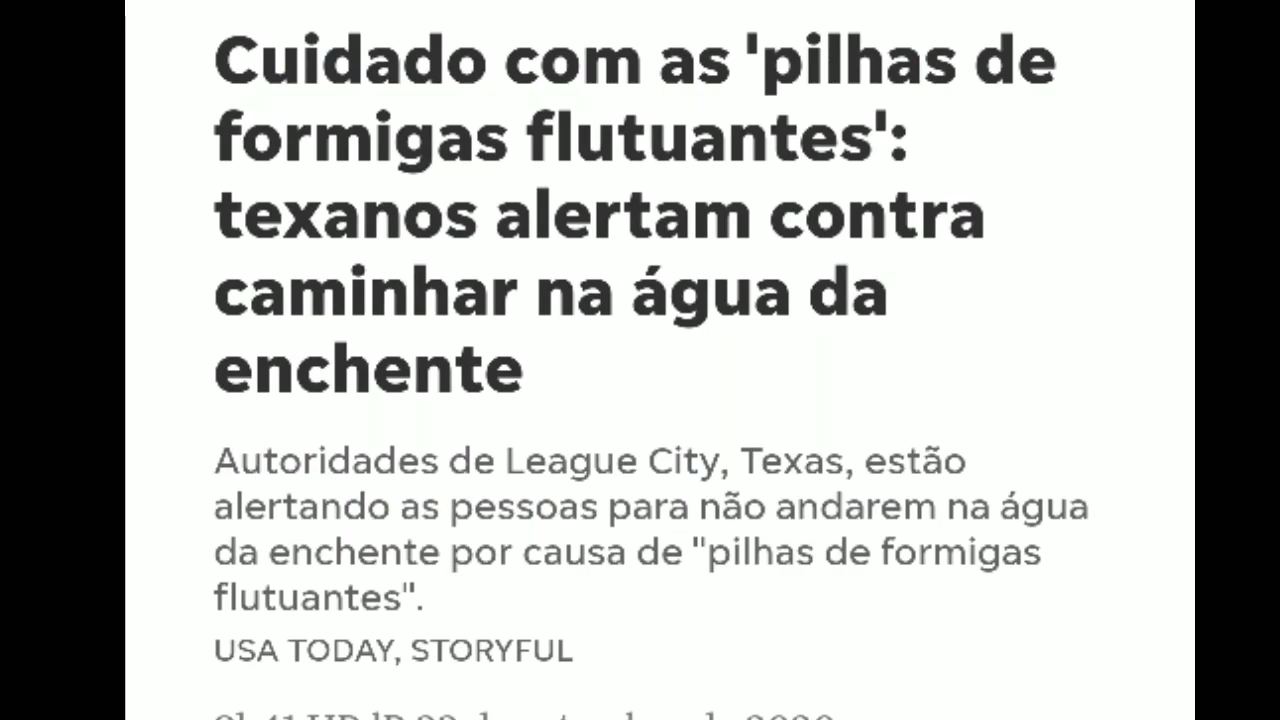 Cuidado com as 'pilhas de
formigas flutuantes':
texanos alertam contra
caminhar na água da
enchente
Autoridades de League City, Texas, estão
alertando as pessoas para não andarem na água
da enchente por causa de "pilhas de formigas
flutuantes".
USA TODAY, STORYFUL